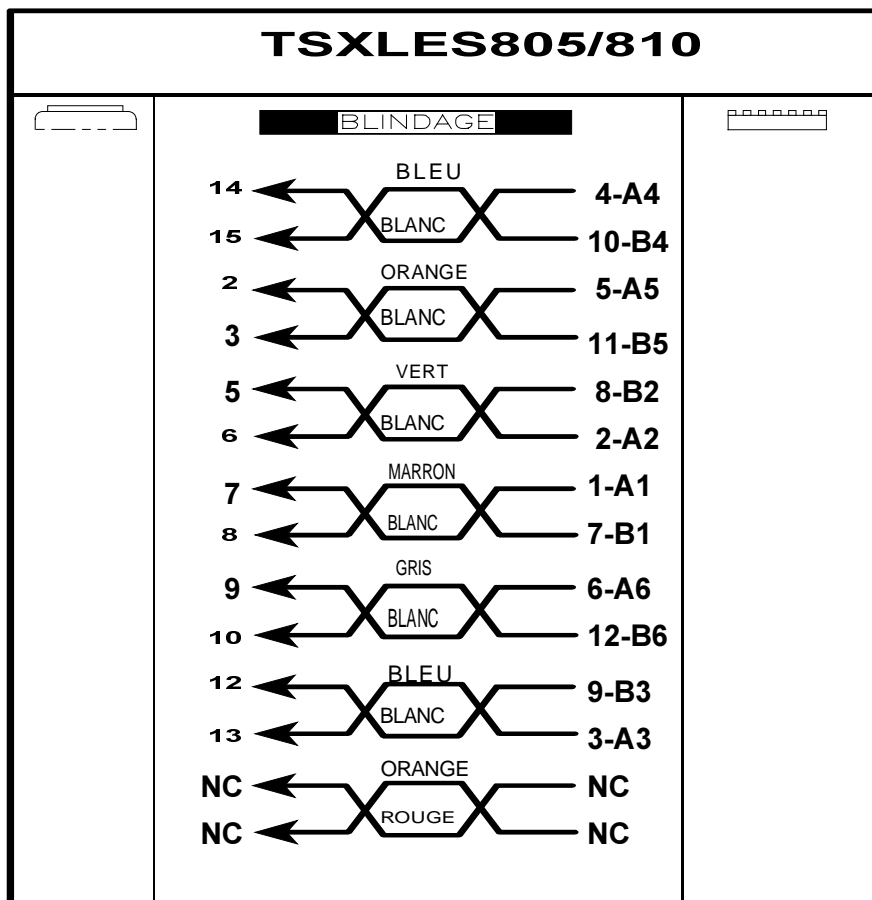 TSXLES805/810
BLINDAGE
BLEU
14 4-A4
BLANC
15 10-B4
ORANGE
2 5-A5
BLANC
3 11-B5
VERT
5 8-B2
BLANC
6 2-A2
MARRON
7 1-A1
BLANC
8 7-B1
GRIS
9 6-A6
BLANC
10 12-B6
BLEU
12 9-B3
BLANC
13 3-A3
ORANGE
NC NC
ROUGE
NC NC